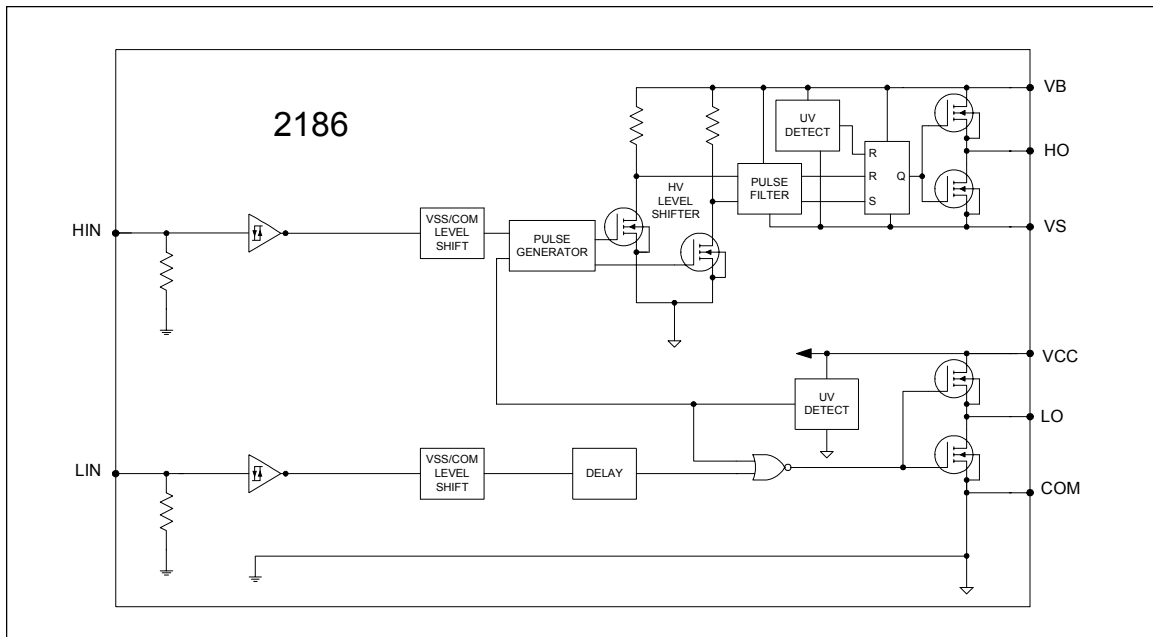 2186
VB
UV
DETECT
HO
R
R
Q
S
PULSE
FILTER
HV
LEVEL
SHIFTER
VS
HIN
VSS/COM
LEVEL
SHIFT
PULSE
GENERATOR
VCC
UV
DETECT
LO
LIN
VSS/COM
LEVEL
SHIFT
DELAY
COM